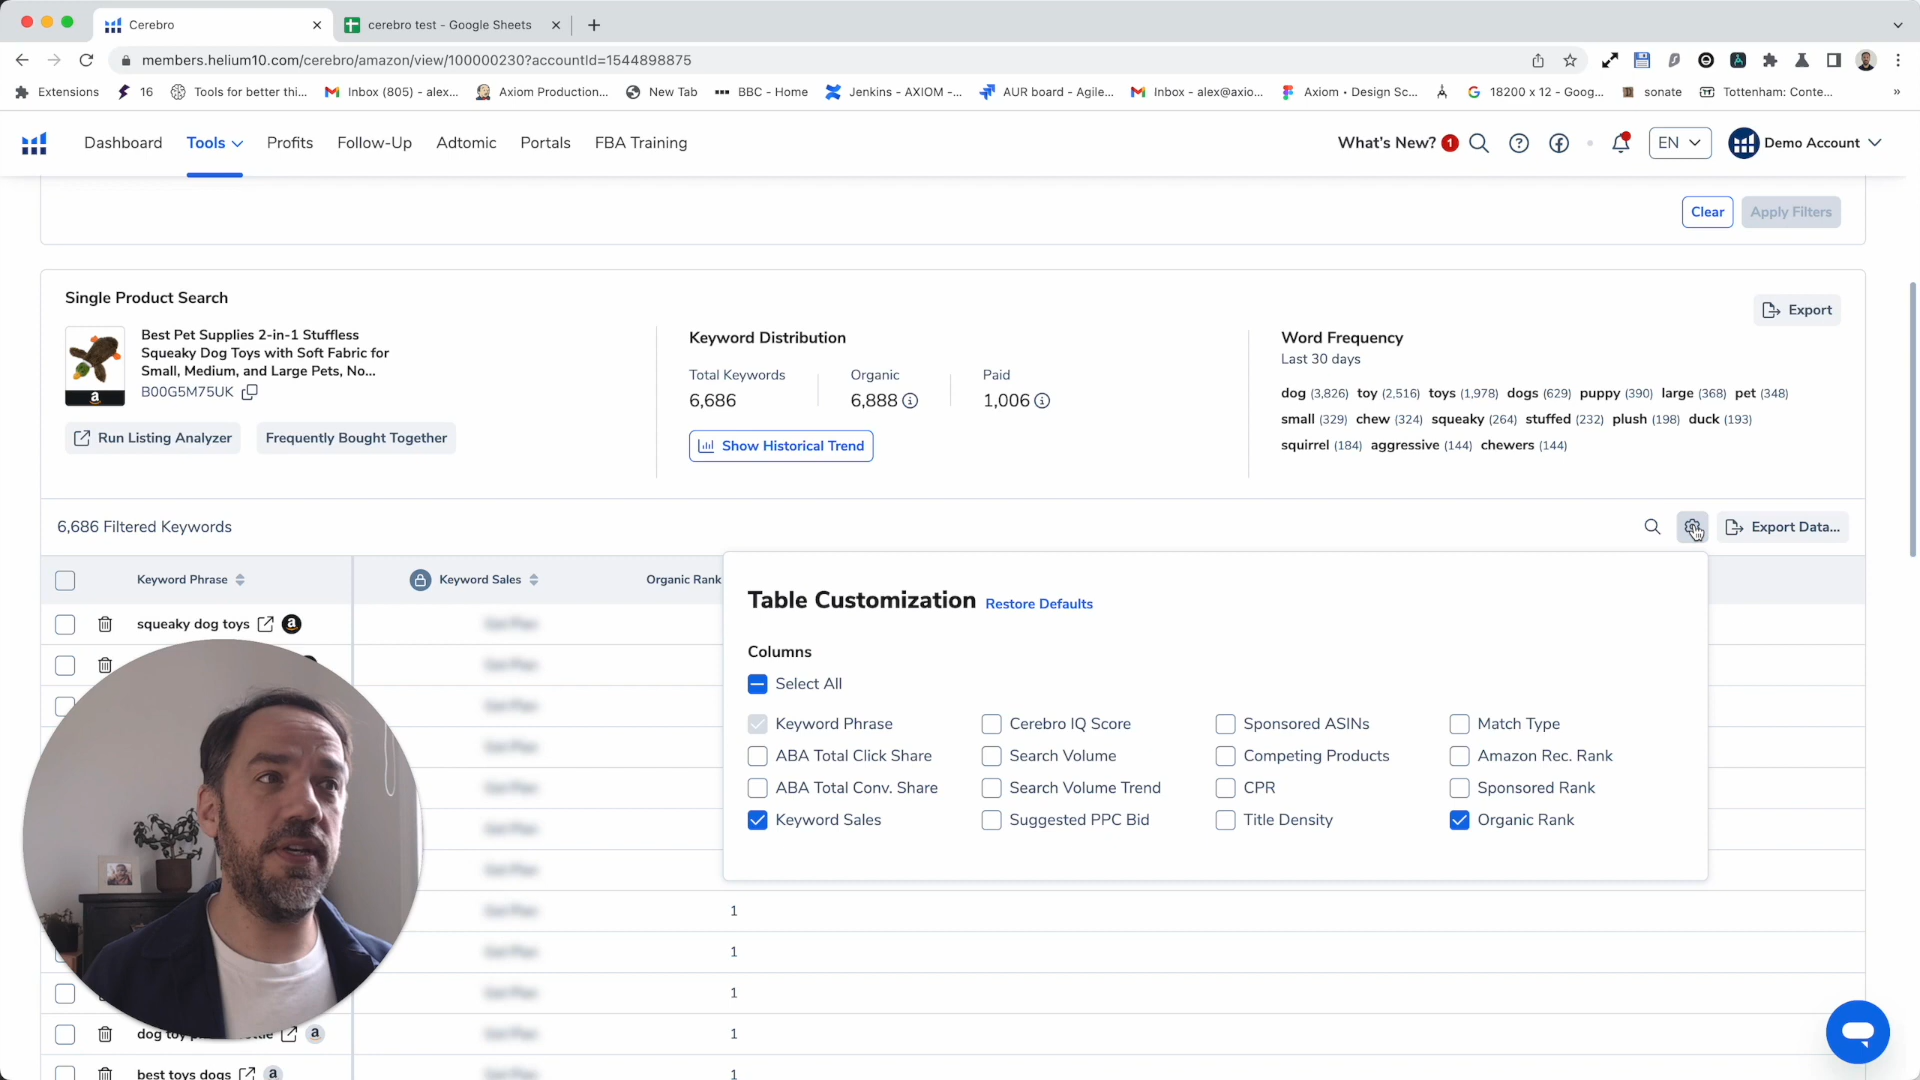 Cerebro
cerebro test - Google Sheets
members.helium10.com/cerebro/amazon/view/100000230?accountId=1544898875
Extensions
16
Tools for better thi...
Inbox (805) - alex...
Axiom Production...
New Tab
BBC - Home
Jenkins - AXIOM -...
AUR board - Agile...
Inbox - alex@axio...
Axiom • Design Sc...
18200 x 12 - Goog...
sonate
Tottenham: Conte...
»
Dashboard
Tools
Profits
Follow-Up
Adtomic
Portals
FBA Training
What's New? 1
EN
Demo Account
Clear
Apply Filters
Single Product Search
Export
Best Pet Supplies 2-in-1 Stuffless
Squeaky Dog Toys with Soft Fabric for
Small, Medium, and Large Pets, No...
B00G5M75UK
Run Listing Analyzer
Frequently Bought Together
Keyword Distribution
Total Keywords
6,686
Organic
6,888
Paid
1,006
Show Historical Trend
Word Frequency
Last 30 days
dog (3,826) toy (2,516) toys (1,978) dogs (629) puppy (390) large (368) pet (348)
small (329) chew (324) squeaky (264) stuffed (232) plush (198) duck (193)
squirrel (184) aggressive (144) chewers (144)
6,686 Filtered Keywords
Export Data...
Keyword Phrase
Keyword Sales
Organic Rank
squeaky dog toys
Table Customization
Restore Defaults
Columns
Select All
Keyword Phrase
Cerebro IQ Score
Sponsored ASINs
Match Type
ABA Total Click Share
Search Volume
Competing Products
Amazon Rec. Rank
ABA Total Conv. Share
Search Volume Trend
CPR
Sponsored Rank
Keyword Sales
Suggested PPC Bid
Title Density
Organic Rank
1
1
1
dog toy
1
best toys dogs
1